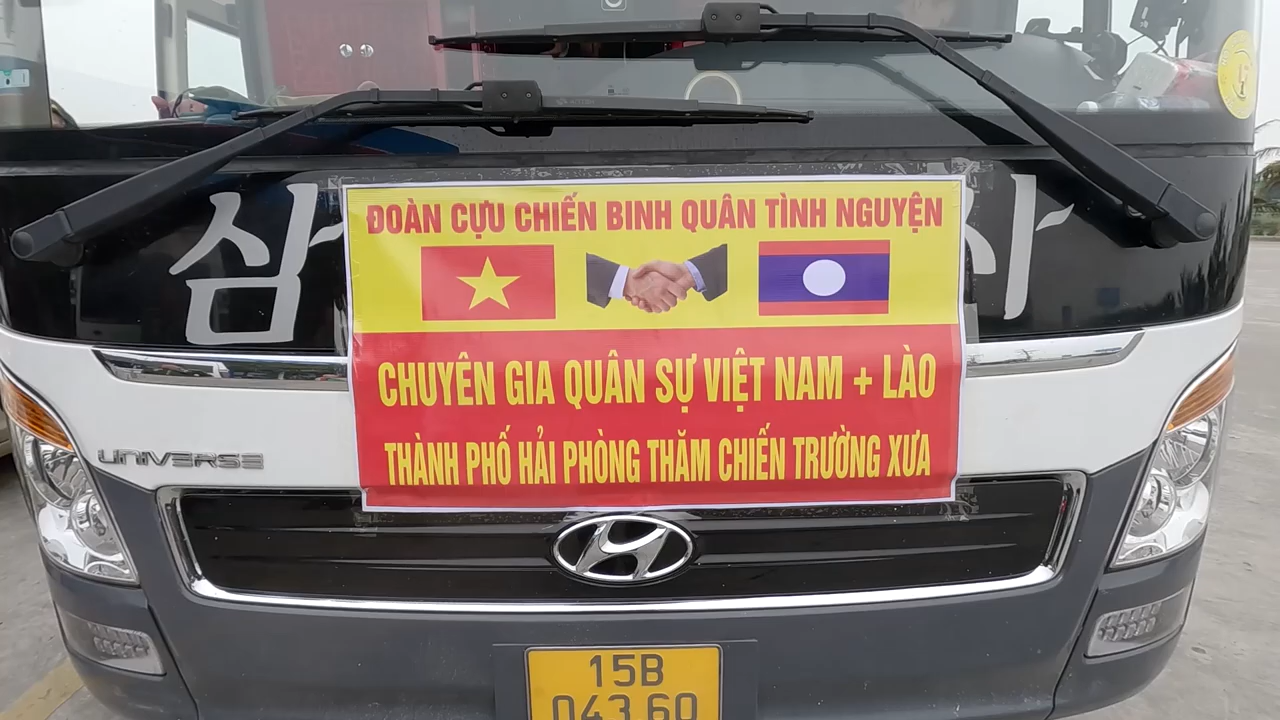 ĐOÀN CỰU CHIẾN BINH QUÂN TÌNH NGUYỆN
삼
CHUYÊN GIA QUÂN SỰ VIỆT NAM + LÀO
THÀNH PHỐ HẢI PHÒNG THĂM CHIẾN TRƯỜNG XƯA
UNIVERSE
15B
043.60